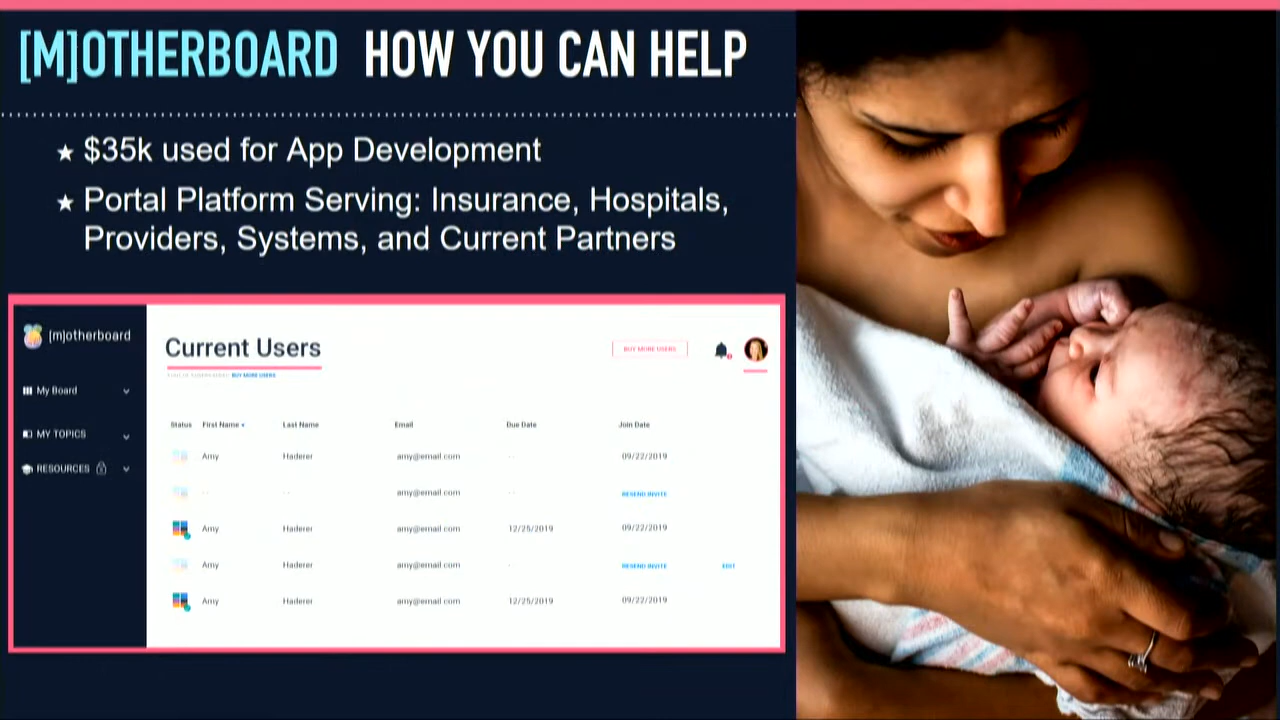 [M]OTHERBOARD HOW YOU CAN HELP
★ $35k used for App Development
★ Portal Platform Serving: Insurance, Hospitals,
Providers, Systems, and Current Partners
[m]otherboard
Current Users
BUY MORE USERS
BUY MORE USERS
My Board
MY TOPICS
RESOURCES
Status First Name Last Name Email Due Date Join Date
Amy Haderer amy@email.com -- 09/22/2019
-- -- amy@email.com -- RESEND INVITE
Amy Haderer amy@email.com 12/25/2019 09/22/2019
Amy Haderer amy@email.com -- RESEND INVITE EDIT
Amy Haderer amy@email.com 12/25/2019 09/22/2019